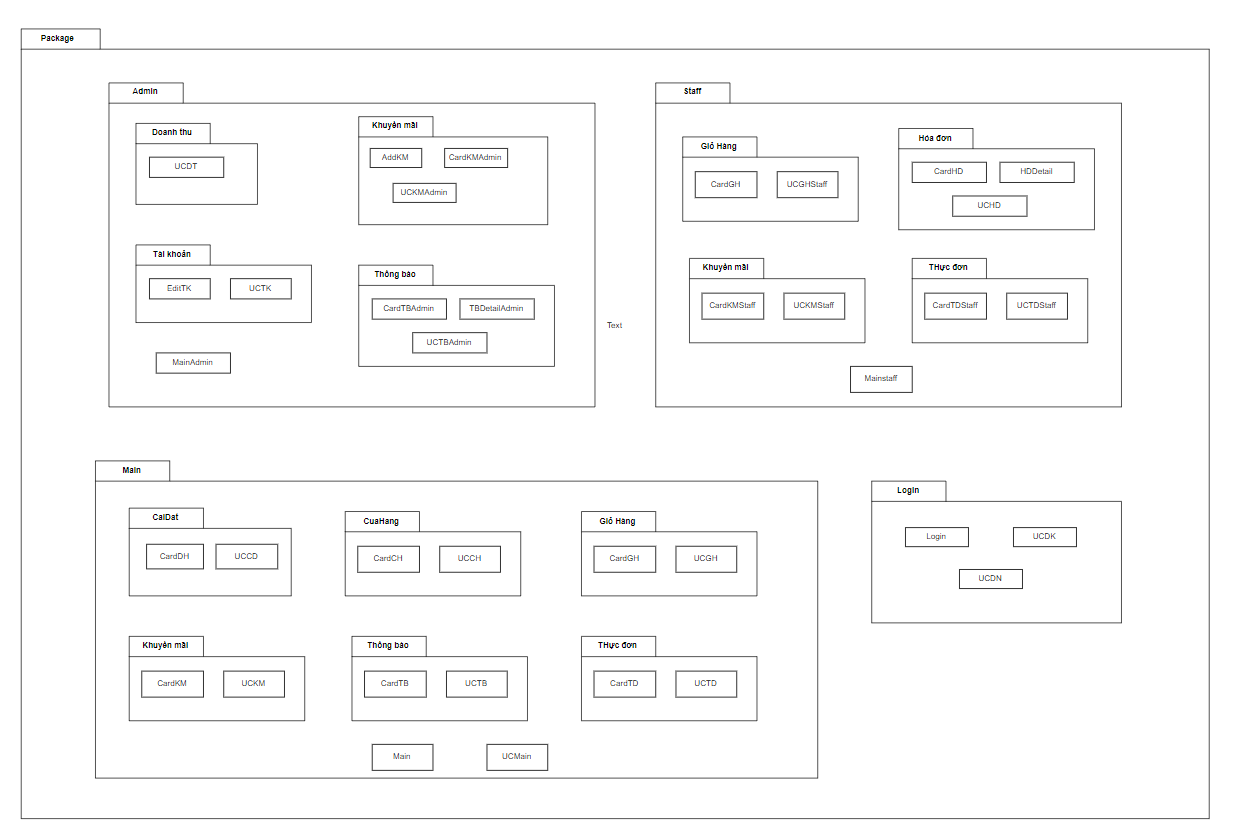 Package
Admin
Doanh thu
UCDT
Khuyến mãi
AddKM
CardKMAdmin
UCKMAdmin
Tài khoản
EditTK
UCTK
Thông báo
CardTBAdmin
TBDetailAdmin
UCTBAdmin
MainAdmin
Text
Staff
Giỏ Hàng
CardGH
UCGHStaff
Hóa đơn
CardHD
HDDetail
UCHD
Khuyến mãi
CardKMStaff
UCKMStaff
THực đơn
CardTDStaff
UCTDStaff
Mainstaff
Main
CaiDat
CardDH
UCCD
CuaHang
CardCH
UCCH
Giỏ Hàng
CardGH
UCGH
Khuyến mãi
CardKM
UCKM
Thông báo
CardTB
UCTB
THực đơn
CardTD
UCTD
Main
UCMain
Login
Login
UCDK
UCDN